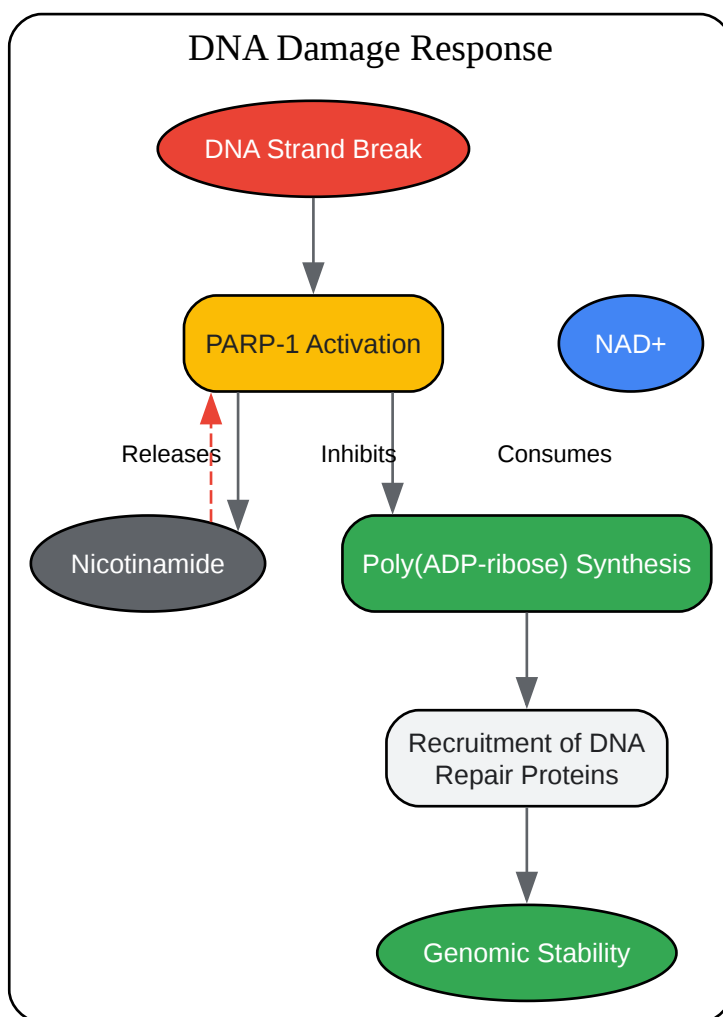 DNA Damage Response
DNA Strand Break
PARP-1 Activation
NAD+
Releases
Inhibits
Consumes
Nicotinamide
Poly(ADP-ribose) Synthesis
Recruitment of DNA
Repair Proteins
Genomic Stability